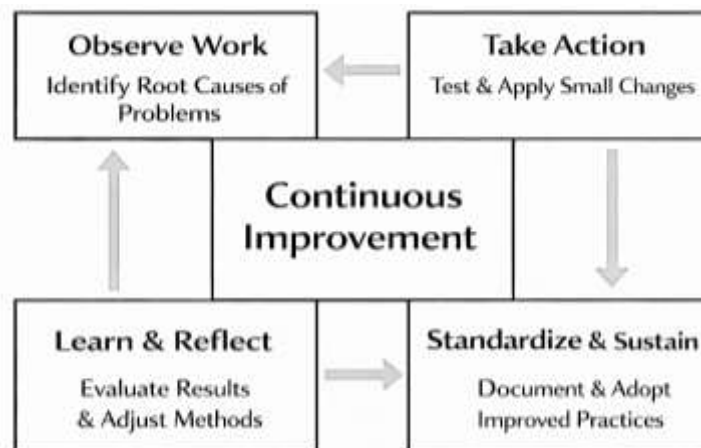 Observe Work
Identify Root Causes of
Problems
Take Action
Test & Apply Small Changes
Continuous
Improvement
Learn & Reflect
Evaluate Results
& Adjust Methods
Standardize & Sustain
Document & Adopt
Improved Practices